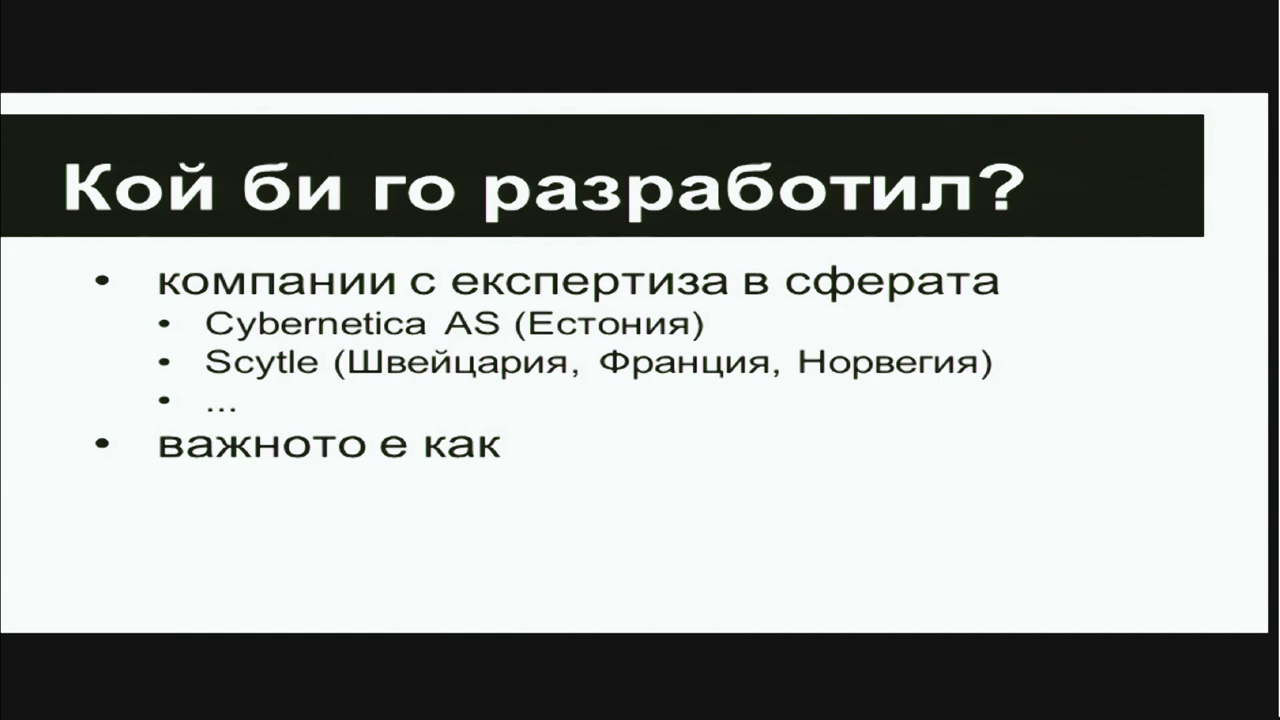 Кой би го разработил?
• компании с експертиза в сферата
• Cybernetica AS (Естония)
• Scytle (Швейцария, Франция, Норвегия)
• ...
• важното е как